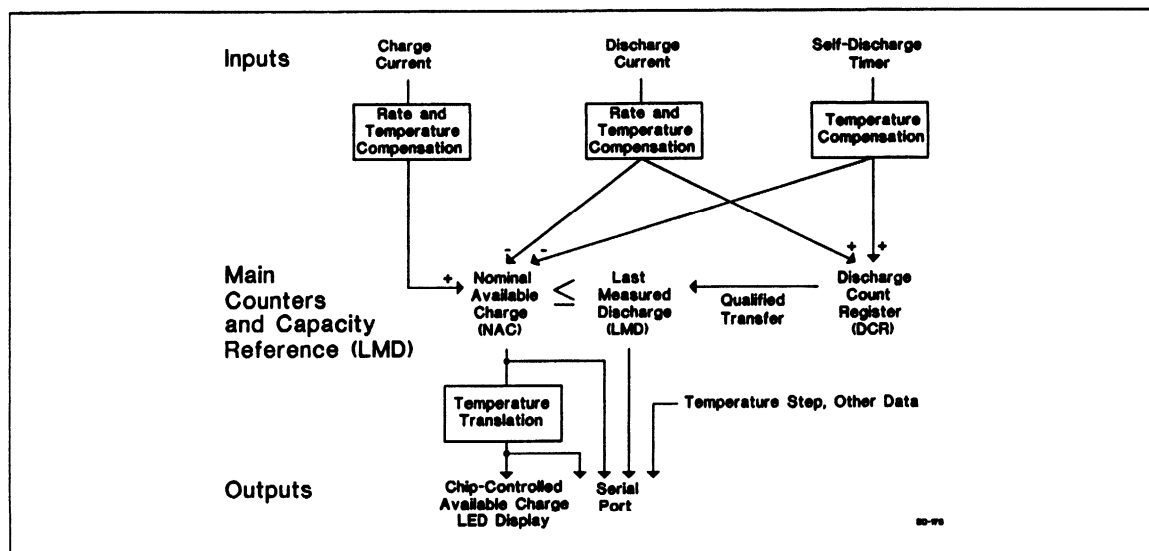 Inputs
Charge
Current
Discharge
Current
Self-Discharge
Timer
Rate and
Temperature
Compensation
Rate and
Temperature
Compensation
Temperature
Compensation
-
-
+
+
Main
Counters
and Capacity
Reference (LMD)
+
Nominal
Available
Charge
(NAC)
≤
Last
Measured
Discharge
(LMD)
Qualified
Transfer
Discharge
Count
Register
(DCR)
Temperature
Translation
Temperature Step, Other Data
Outputs
Chip-Controlled
Available Charge
LED Display
Serial
Port